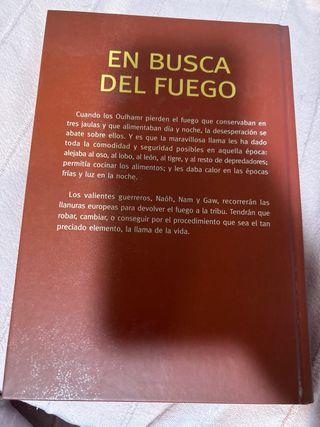 EN BUSCA
DEL FUEGO
Cuando los Oulhamr pierden el fuego que conservaban en
tres jaulas y que alimentaban día y noche, la desesperación se
abate sobre ellos. Y es que la maravillosa llama les ha dado
toda la comodidad y seguridad posibles en aquella época:
alejaba al oso, al lobo, al león, al tigre, y al resto de depredadores;
permitía cocinar los alimentos; y les daba calor en las épocas
frías y luz en la noche.
Los valientes guerreros, Naôh, Nam y Gaw, recorrerán las
llanuras europeas para devolver el fuego a la tribu. Tendrán que
robar, cambiar, o conseguir por el procedimiento que sea el tan
preciado elemento, la llama de la vida.